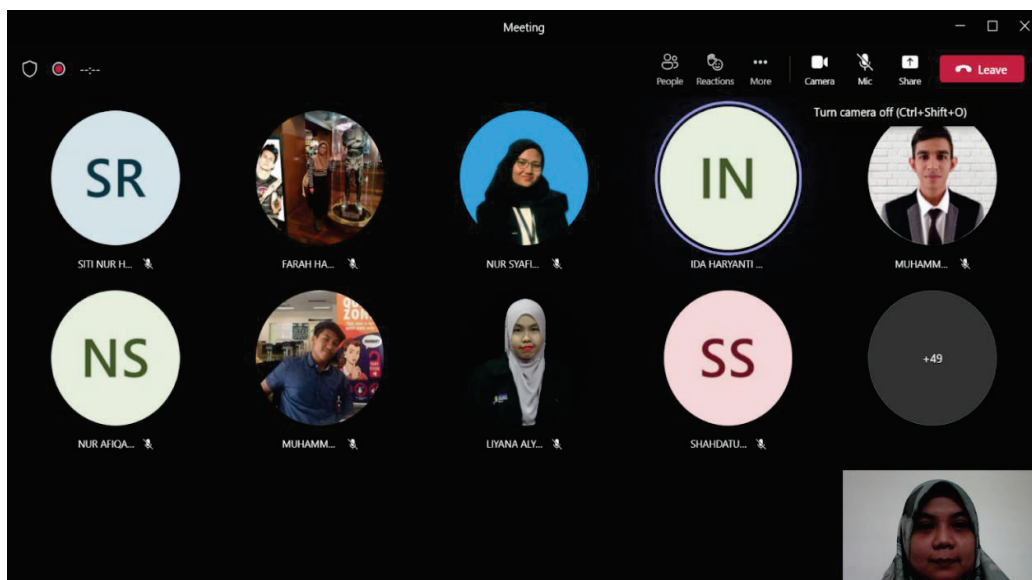 Meeting
--:--
People Reactions More Camera Mic Share Leave
Turn camera off (Ctrl+Shift+O)
SR
IN
SITI NUR H... FARAH HA... NUR SYAFI... IDA HARYANTI ... MUHAMM...
NS
ZON
SS
+49
NUR AFIQA... MUHAMM... LIYANA ALY... SHAHDATU...